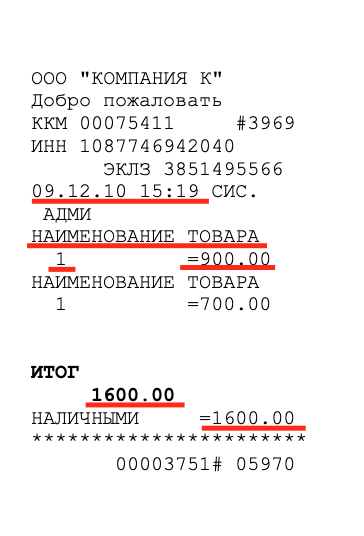 ООО "КОМПАНИЯ К"
Добро пожаловать
ККМ 00075411 #3969
ИНН 1087746942040
ЭКЛЗ 3851495566
09.12.10 15:19 СИС.
АДМИ
НАИМЕНОВАНИЕ ТОВАРА
1 =900.00
НАИМЕНОВАНИЕ ТОВАРА
1 =700.00
ИТОГ
1600.00
НАЛИЧНЫМИ =1600.00
***********************
00003751# 05970